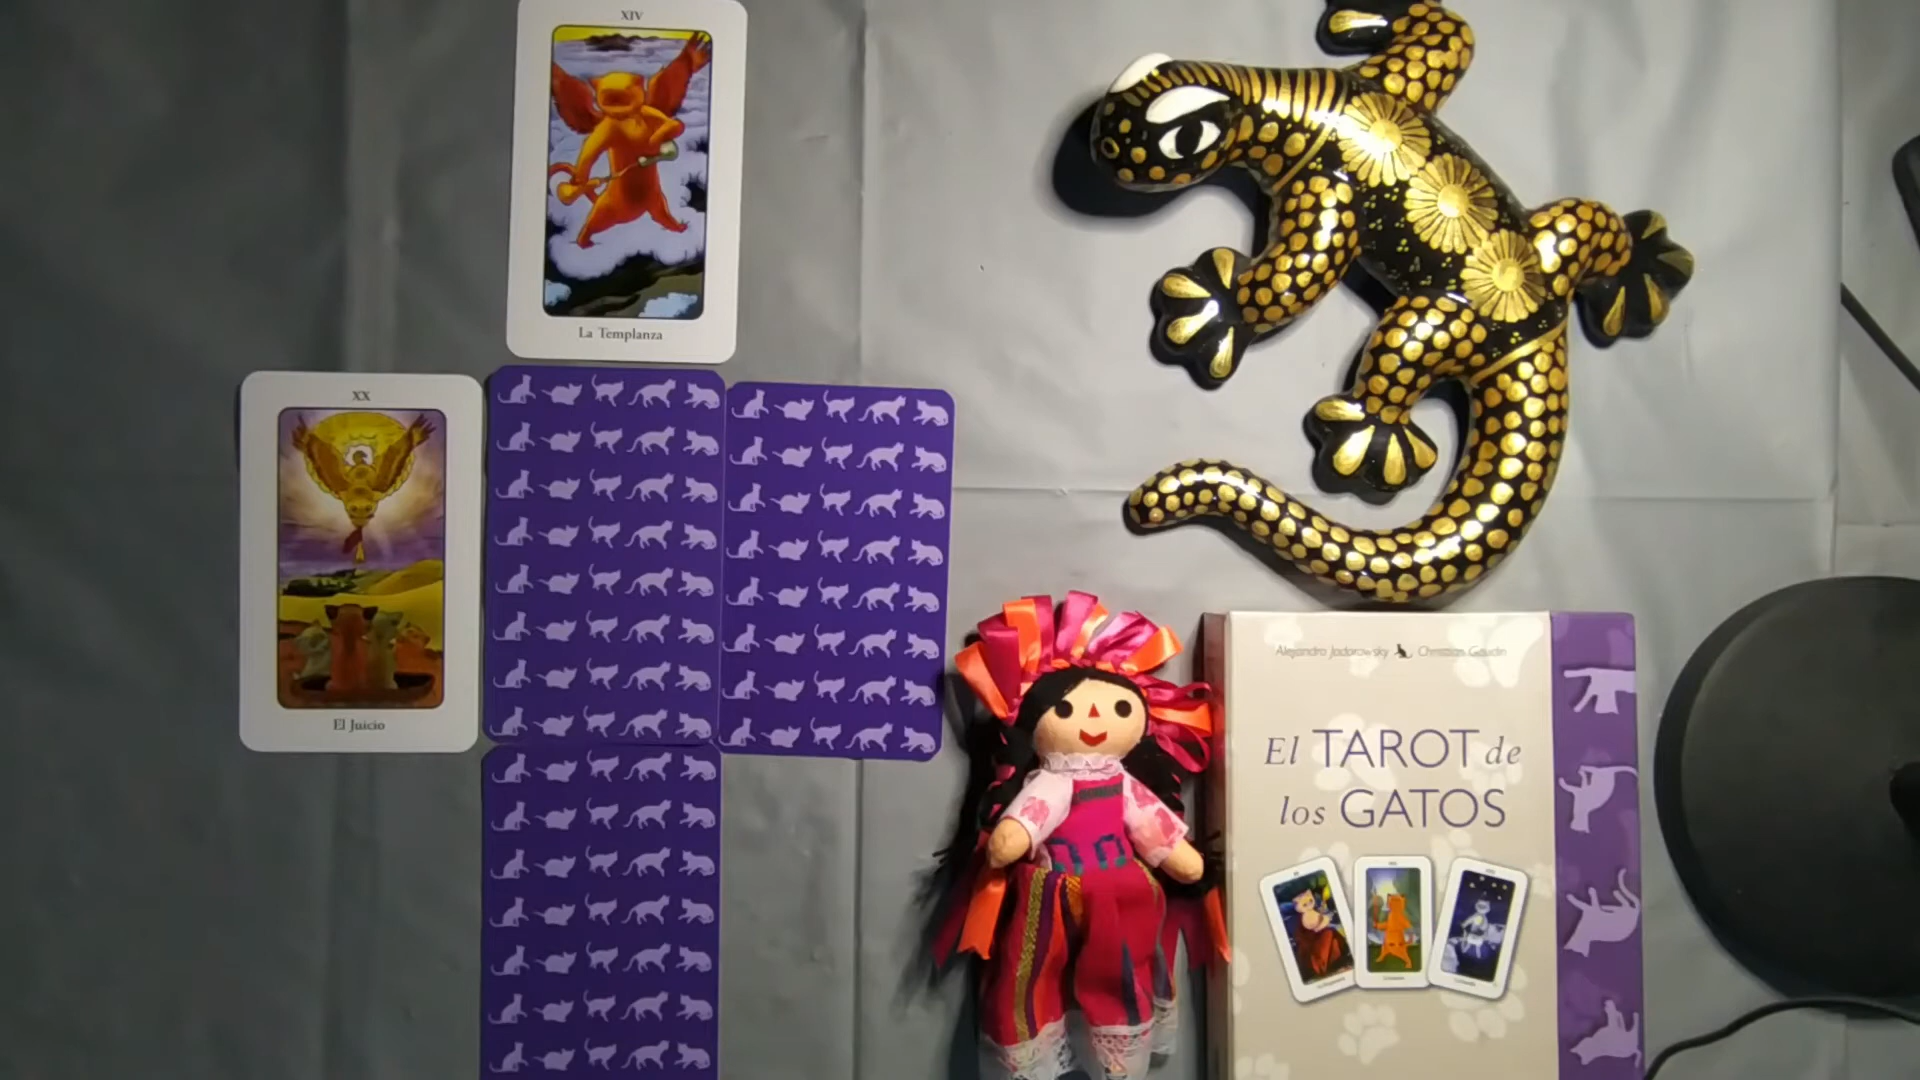 XIV
La Templanza
XX
El Juicio
Alejandro Jodorowsky Christian Gaudin
El TAROT de
los GATOS